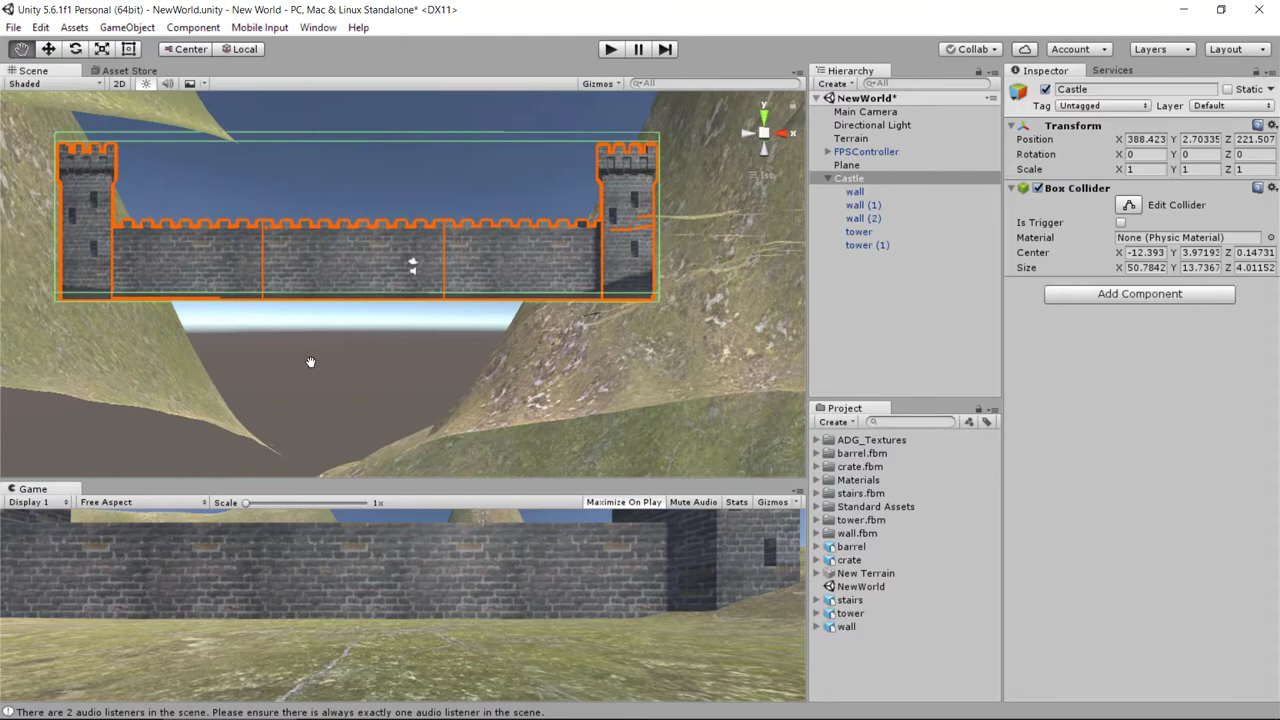 Unity 5.6.1f1 Personal (64bit) - NewWorld.unity - New World - PC, Mac & Linux Standalone* <DX11>
File Edit Assets GameObject Component Mobile Input Window Help
Center Local Collab Account Layers Layout
Scene Asset Store
Shaded 2D Gizmos All
y
x
Iso
Game
Display 1 Free Aspect Scale 1x Maximize On Play Mute Audio Stats Gizmos
Hierarchy
Create All
NewWorld*
Main Camera
Directional Light
Terrain
FPSController
Plane
Castle
wall
wall (1)
wall (2)
tower
tower (1)
Project
Create
ADG_Textures
barrel.fbm
crate.fbm
Materials
stairs.fbm
Standard Assets
tower.fbm
wall.fbm
barrel
crate
New Terrain
NewWorld
stairs
tower
wall
Inspector Services
Castle Static
Tag Untagged Layer Default
Transform
Position X 388.423 Y 2.70335 Z 221.507
Rotation X 0 Y 0 Z 0
Scale X 1 Y 1 Z 1
Box Collider
Edit Collider
Is Trigger
Material None (Physic Material)
Center X -12.393 Y 3.97193 Z 0.14731
Size X 50.7842 Y 13.7367 Z 4.01152
Add Component
There are 2 audio listeners in the scene. Please ensure there is always exactly one audio listener in the scene.